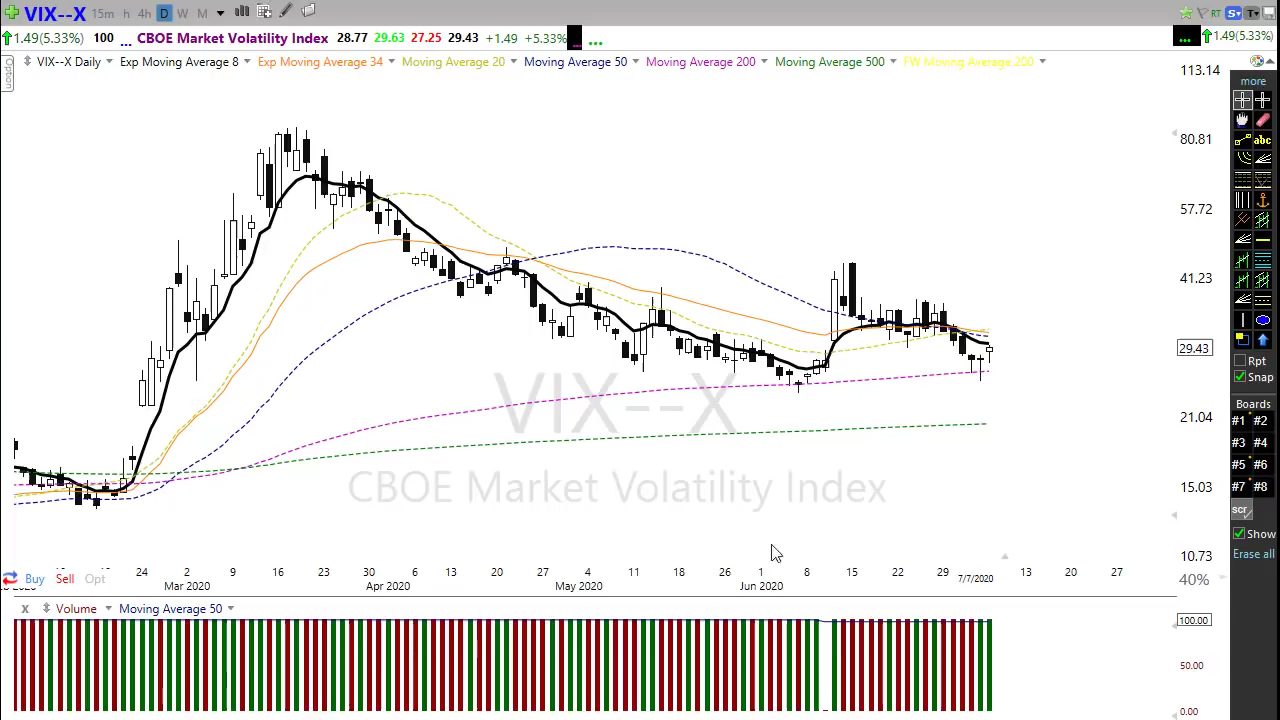 VIX--X 15m h 4h D W M RT S T
1.49(5.33%) 100 ... CBOE Market Volatility Index 28.77 29.63 27.25 29.43 +1.49 +5.33% ... ... 1.49(5.33%)
Option VIX--X Daily Exp Moving Average 8 Exp Moving Average 34 Moving Average 20 Moving Average 50 Moving Average 200 Moving Average 500 FW Moving Average 200
more
abc
113.14
80.81
57.72
41.23
29.43
21.04
15.03
10.73
VIX--X
CBOE Market Volatility Index
Rpt
Snap
Boards
#1 #2
#3 #4
#5 #6
#7 #8
scr
Show
Erase all
24 2 9 16 23 30 6 13 20 27 4 11 18 26 1 8 15 22 29 7/7/2020 13 20 27
Buy Sell Opt
Mar 2020 April 2020 May 2020 Jun 2020
40%
x Volume Moving Average 50
100.00
50.00
0.00